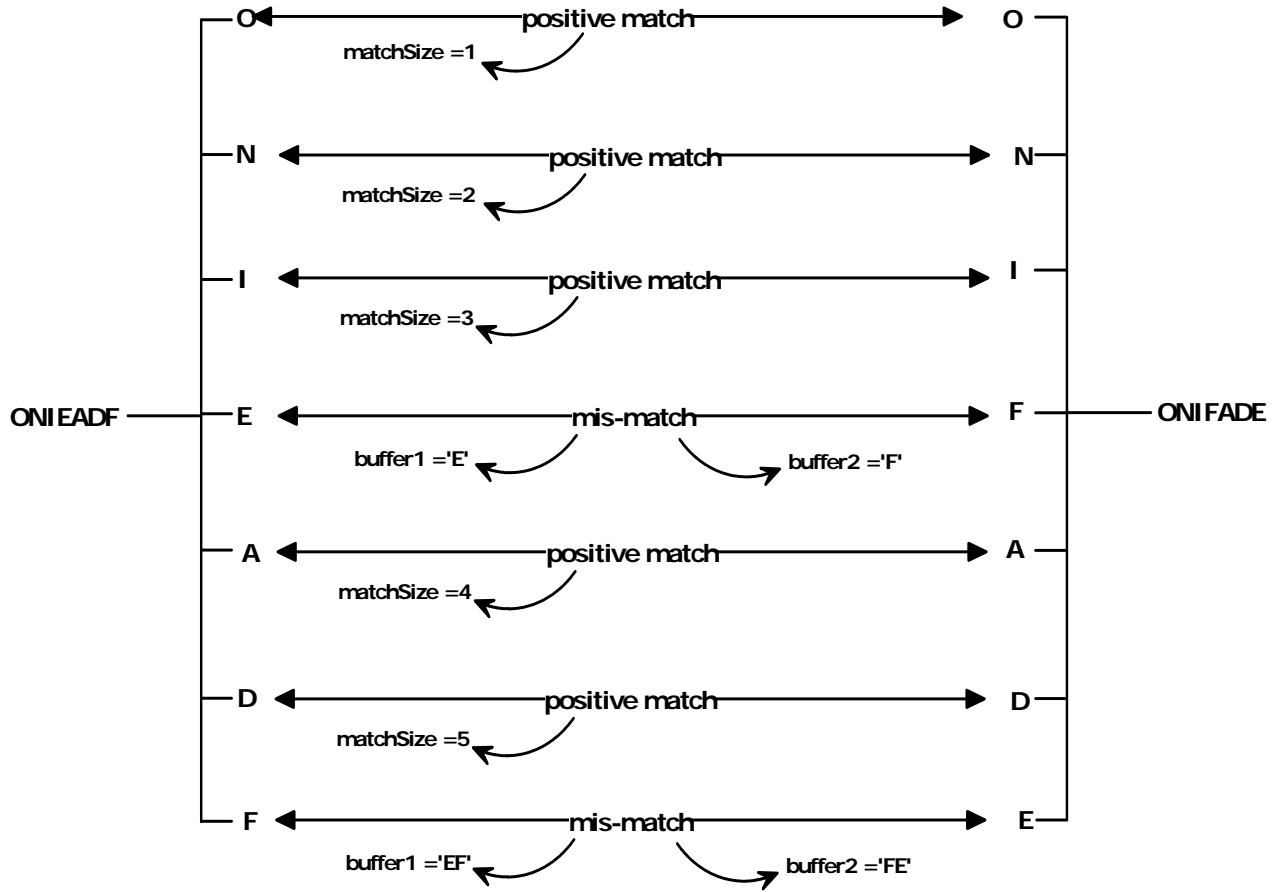 O positive match O
matchSize =1
N positive match N
matchSize =2
I positive match I
matchSize =3
ONIEADF E mis-match F ONIFADE
buffer1 ='E' buffer2 ='F'
A positive match A
matchSize =4
D positive match D
matchSize =5
F mis-match E
buffer1 ='EF' buffer2 ='FE'